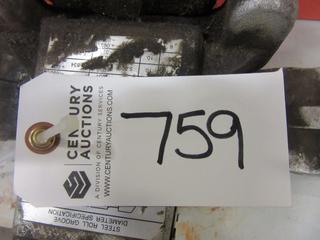 CENTURY
AUCTIONS
A DIVISION OF CENTURY SERVICES
WWW.CENTURYAUCTIONS.COM
759
STEEL ROLL GROOVE
DIAMETER SPECIFICATION